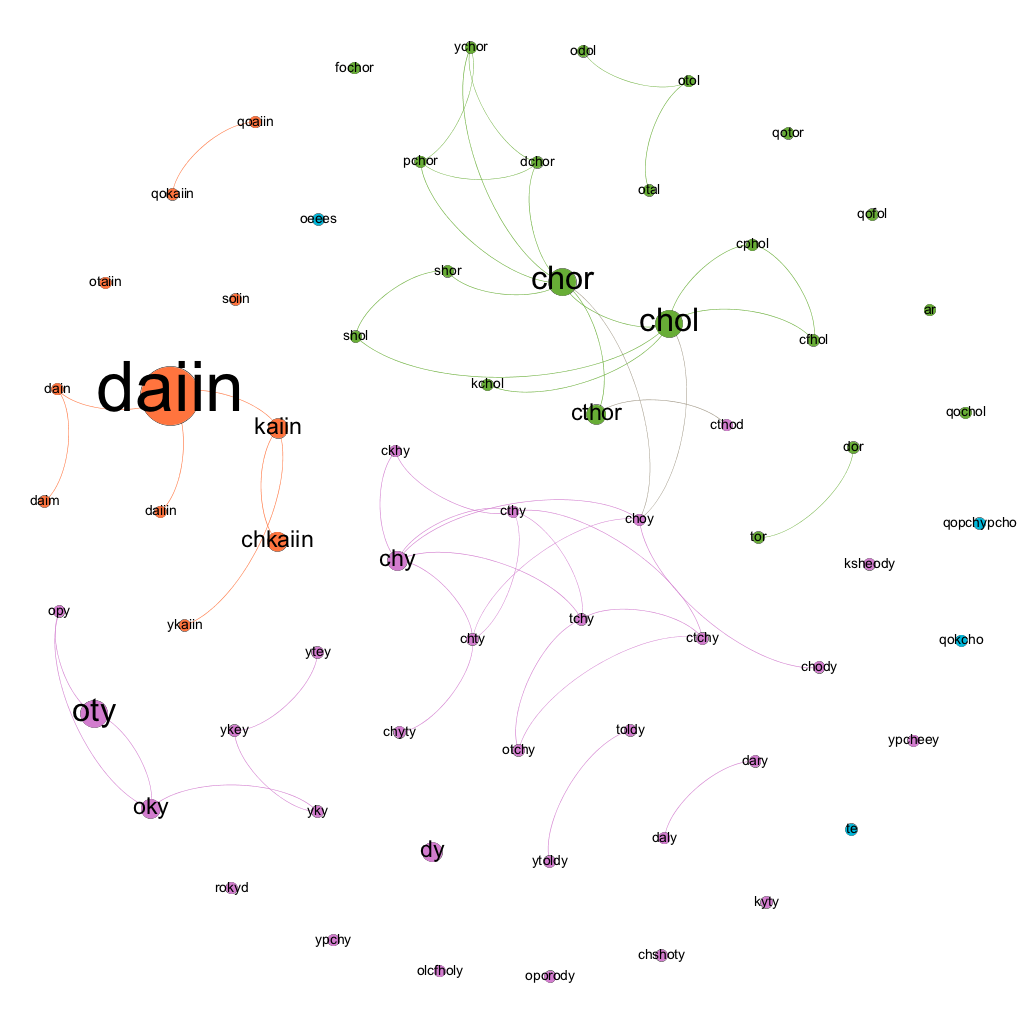 ychor
odol
fochor
otol
qoaiin
qotor
pchor
dchor
otal
qokaiin
qofol
oeees
cphol
shor
chor
otaiin
soiin
ar
chol
shol
cfhol
kchol
dain
daiin
qochol
cthor
cthod
kaiin
dor
ckhy
daim
daiiin
cthy
choy
qopchypcho
tor
chkaiin
chy
ksheody
opy
tchy
ykaiin
chty
ctchy
qokcho
ytey
chody
oty
ykey
chyty
toldy
ypcheey
otchy
dary
oky
yky
te
daly
dy
ytoldy
rokyd
kyty
ypchy
chshoty
olcfholy
oporody